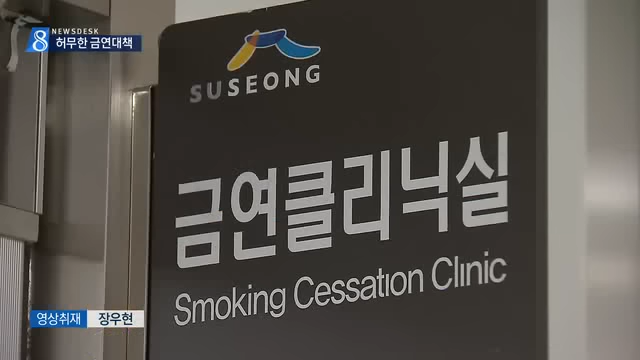 8 NEWSDESK
허무한 금연대책
SUSEONG
금연클리닉실
Smoking Cessation Clinic
영상취재 장우현